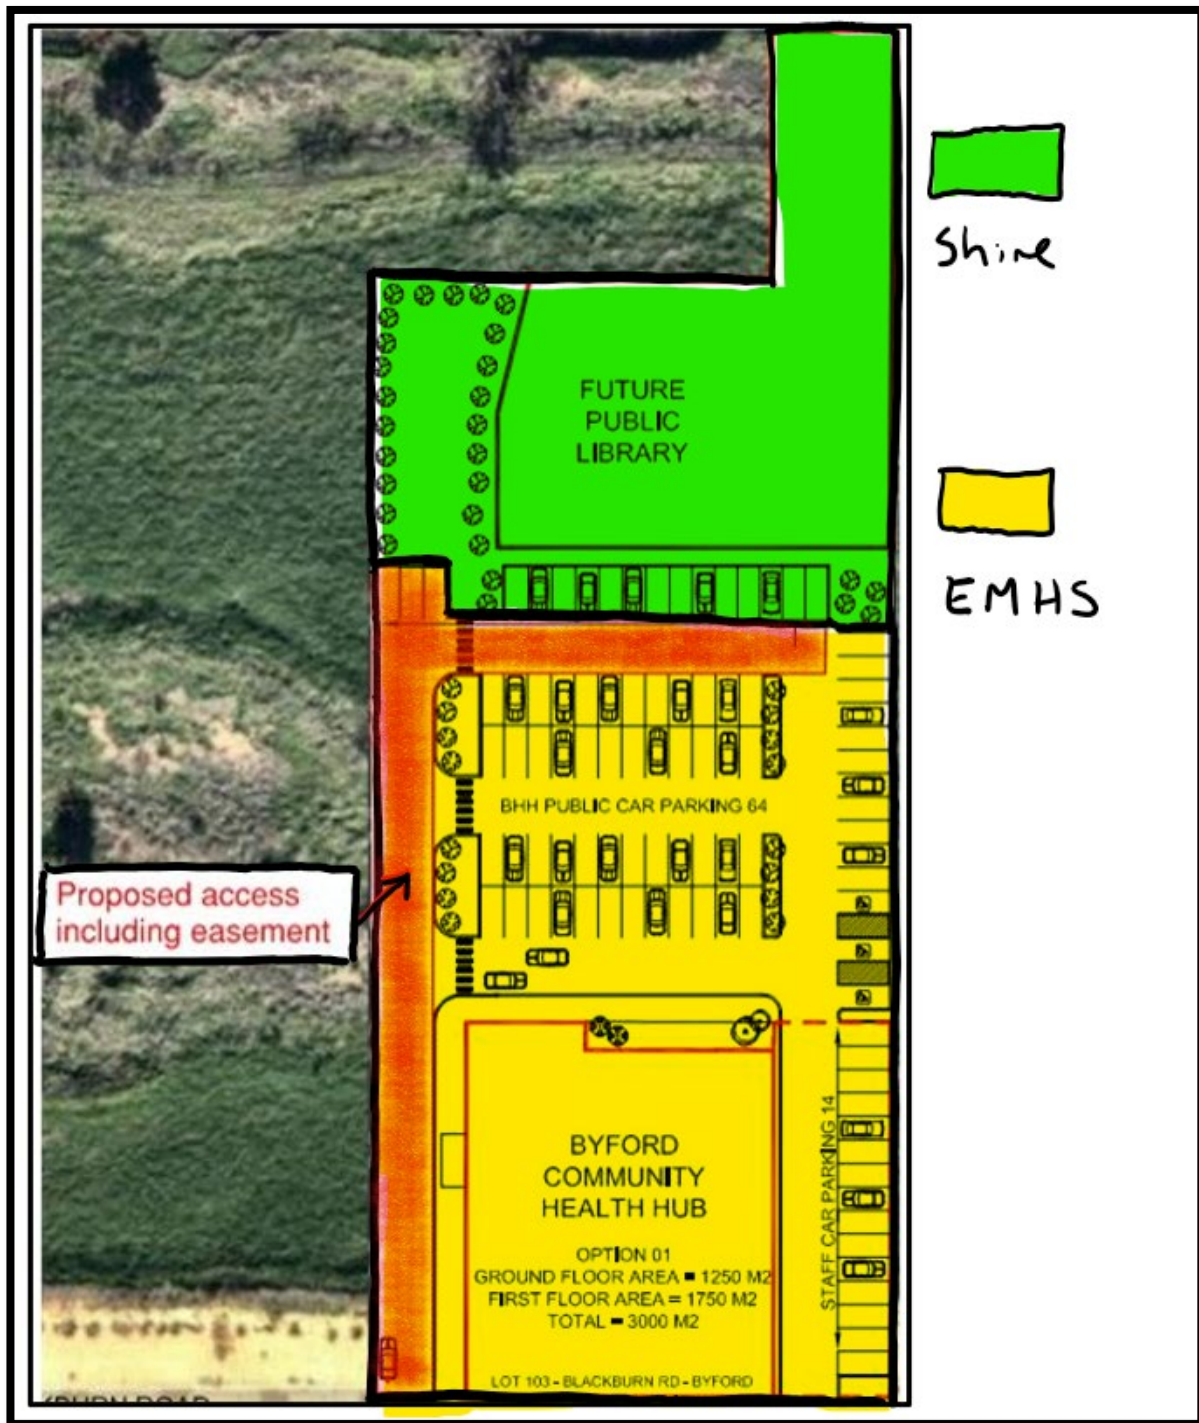 Shire
EMHS
FUTURE
PUBLIC
LIBRARY
BHH PUBLIC CAR PARKING 64
Proposed access
including easement
BYFORD
COMMUNITY
HEALTH HUB
OPTION 01
GROUND FLOOR AREA = 1250 M2
FIRST FLOOR AREA = 1750 M2
TOTAL = 3000 M2
STAFF CAR PARKING 14
LOT 103 - BLACKBURN RD - BYFORD